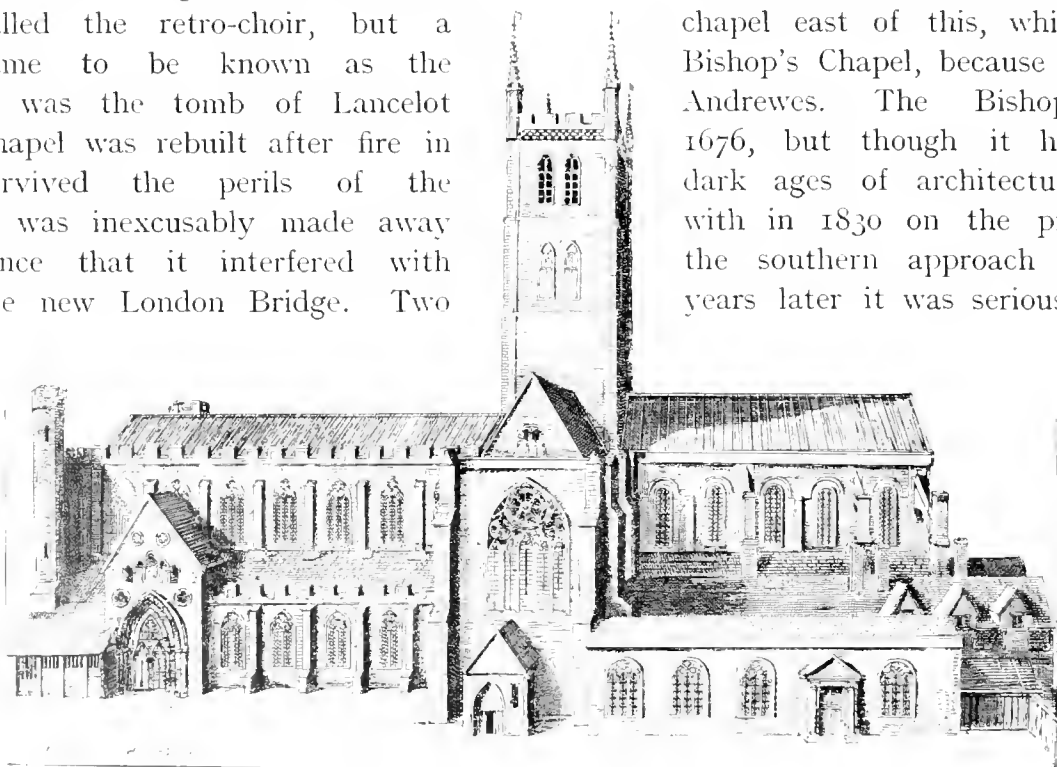 alled the retro-choir, but a chapel east of this, whi
me to be known as the Bishop's Chapel, because
was the tomb of Lancelot Andrewes. The Bishop
hapel was rebuilt after fire in 1676, but though it h
rvived the perils of the dark ages of architectu
was inexcusably made away with in 1830 on the p
nce that it interfered with the southern approach
e new London Bridge. Two years later it was serious